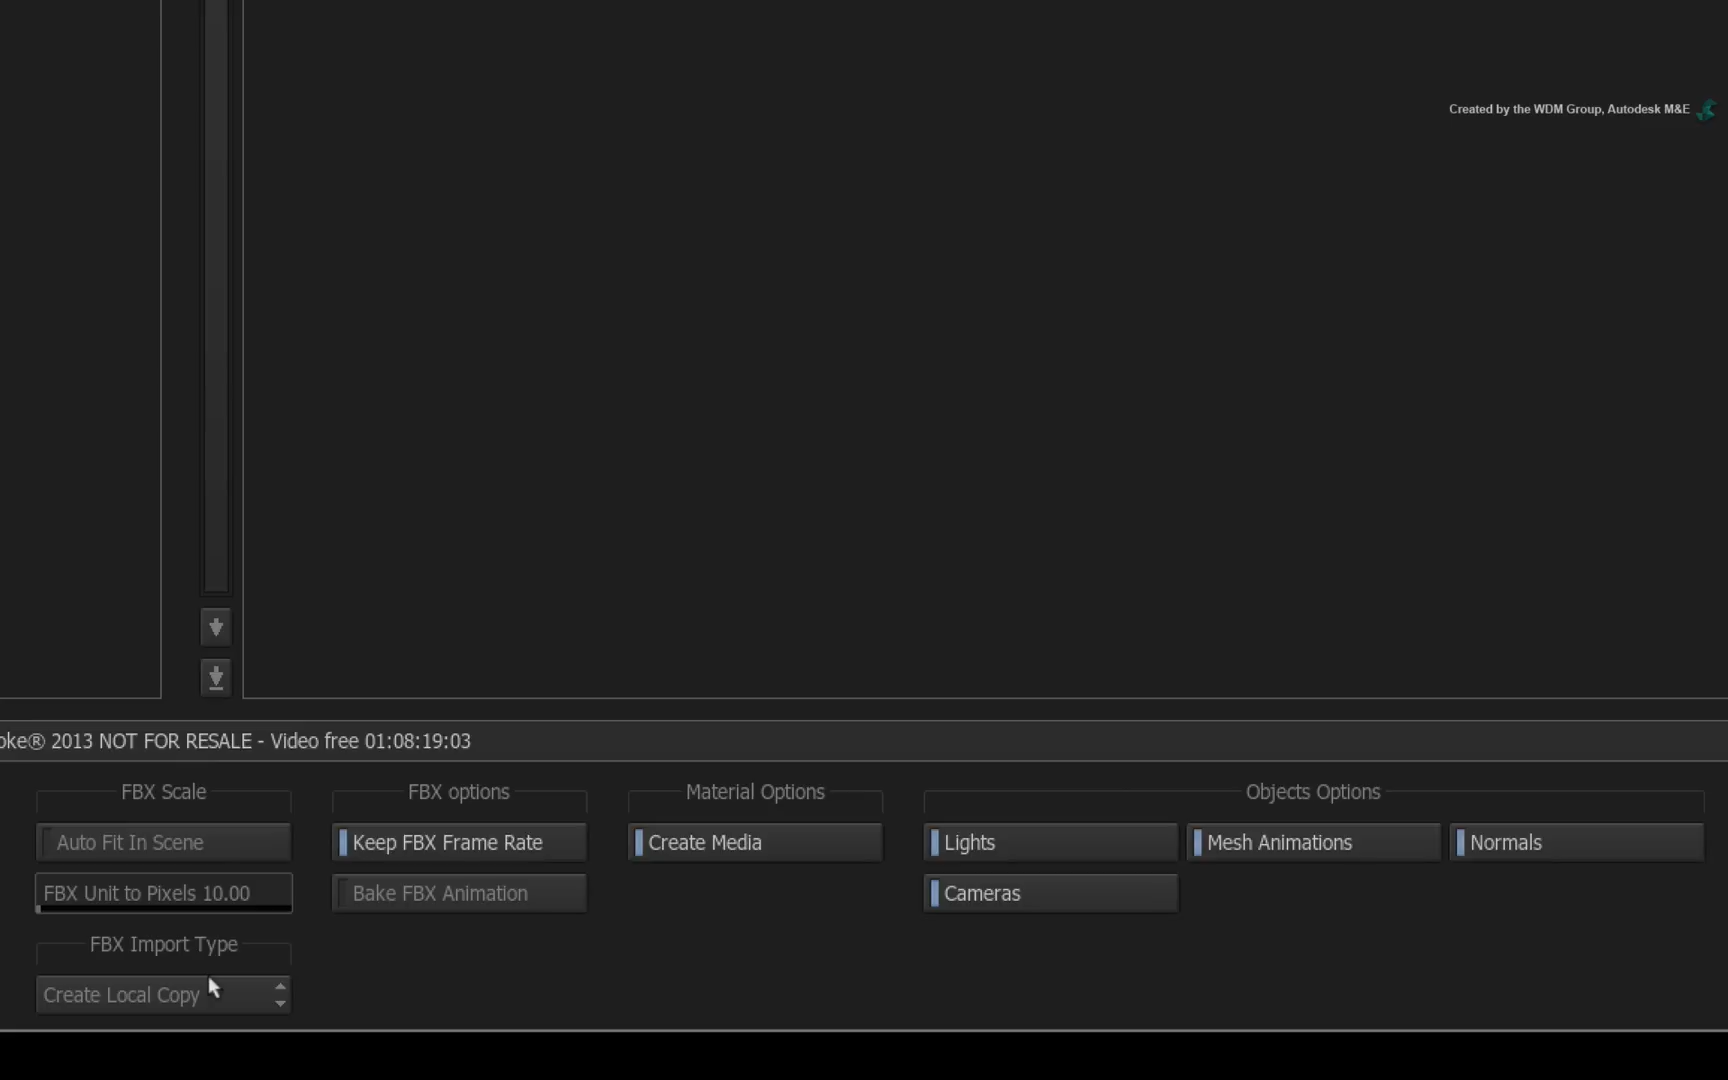 Created by the WDM Group, Autodesk M&E
oke® 2013 NOT FOR RESALE - Video free 01:08:19:03
FBX Scale
FBX options
Material Options
Objects Options
Auto Fit In Scene
Keep FBX Frame Rate
Create Media
Lights
Mesh Animations
Normals
FBX Unit to Pixels 10.00
Bake FBX Animation
Cameras
FBX Import Type
Create Local Copy